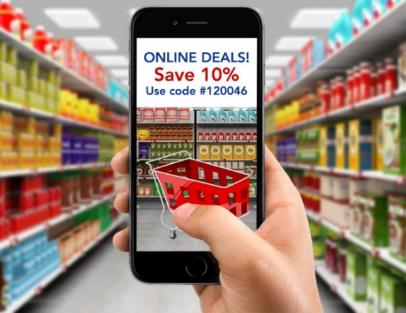 ONLINE DEALS!
Save 10%
Use code #120046